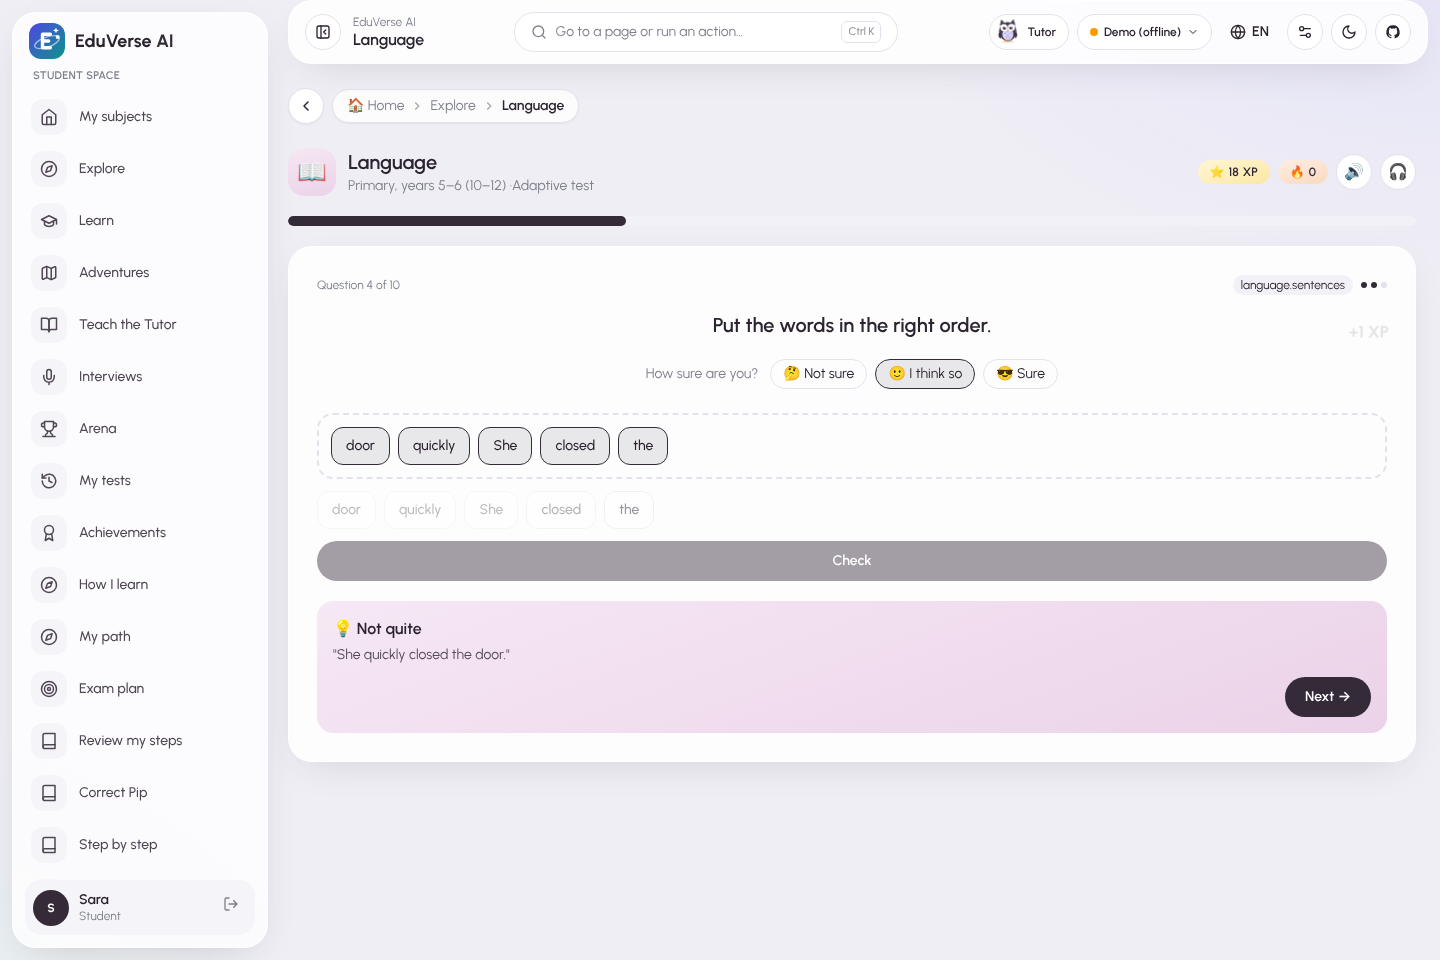 EduVerse AI
STUDENT SPACE
My subjects
Explore
Learn
Adventures
Teach the Tutor
Interviews
Arena
My tests
Achievements
How I learn
My path
Exam plan
Review my steps
Correct Pip
Step by step
S
Sara
Student
EduVerse AI
Language
Go to a page or run an action...
Ctrl K
Tutor
Demo (offline)
EN
Home
Explore
Language
Language
Primary, years 5–6 (10–12) · Adaptive test
18 XP
0
Question 4 of 10
language.sentences
Put the words in the right order.
+1 XP
How sure are you?
Not sure
I think so
Sure
door quickly She closed the
door quickly She closed the
Check
Not quite
"She quickly closed the door."
Next →